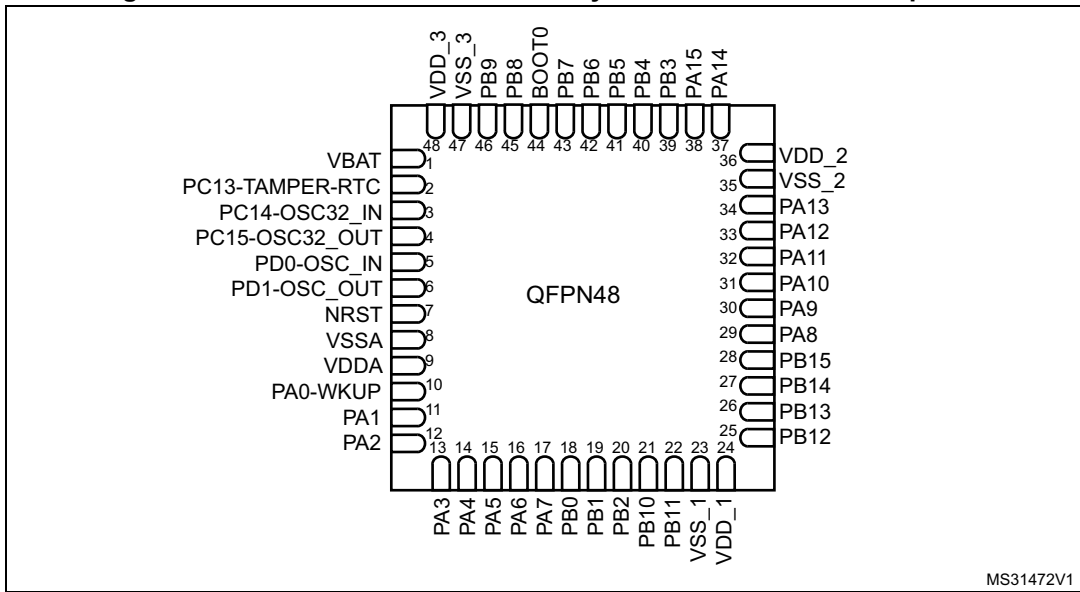 VDD_3
VSS_3
PB9
PB8
BOOT0
PB7
PB6
PB5
PB4
PB3
PA15
PA14
48 47 46 45 44 43 42 41 40 39 38 37
VBAT 1
PC13-TAMPER-RTC 2
PC14-OSC32_IN 3
PC15-OSC32_OUT 4
PD0-OSC_IN 5
PD1-OSC_OUT 6
NRST 7
VSSA 8
VDDA 9
PA0-WKUP 10
PA1 11
PA2 12
QFPN48
36 VDD_2
35 VSS_2
34 PA13
33 PA12
32 PA11
31 PA10
30 PA9
29 PA8
28 PB15
27 PB14
26 PB13
25 PB12
13 14 15 16 17 18 19 20 21 22 23 24
PA3
PA4
PA5
PA6
PA7
PB0
PB1
PB2
PB10
PB11
VSS_1
VDD_1
MS31472V1